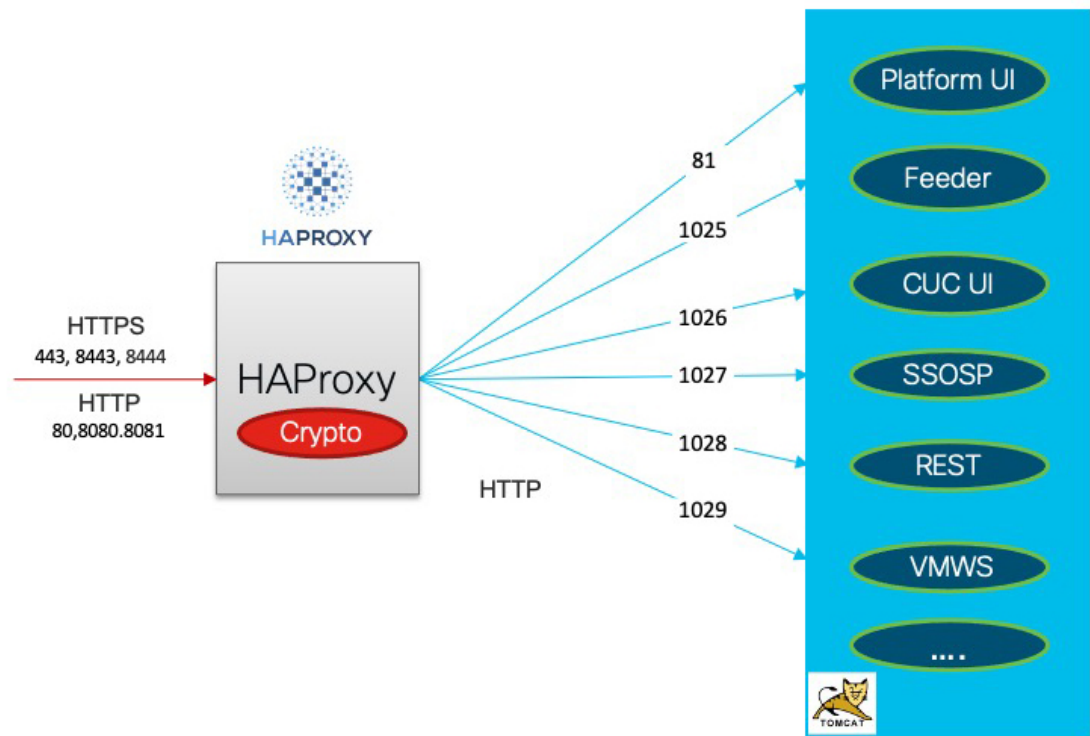 HAPROXY
HTTPS
443, 8443, 8444
HTTP
80,8080.8081
HAProxy
Crypto
HTTP
81
1025
1026
1027
1028
1029
Platform UI
Feeder
CUC UI
SSOSP
REST
VMWS
....
TOMCAT